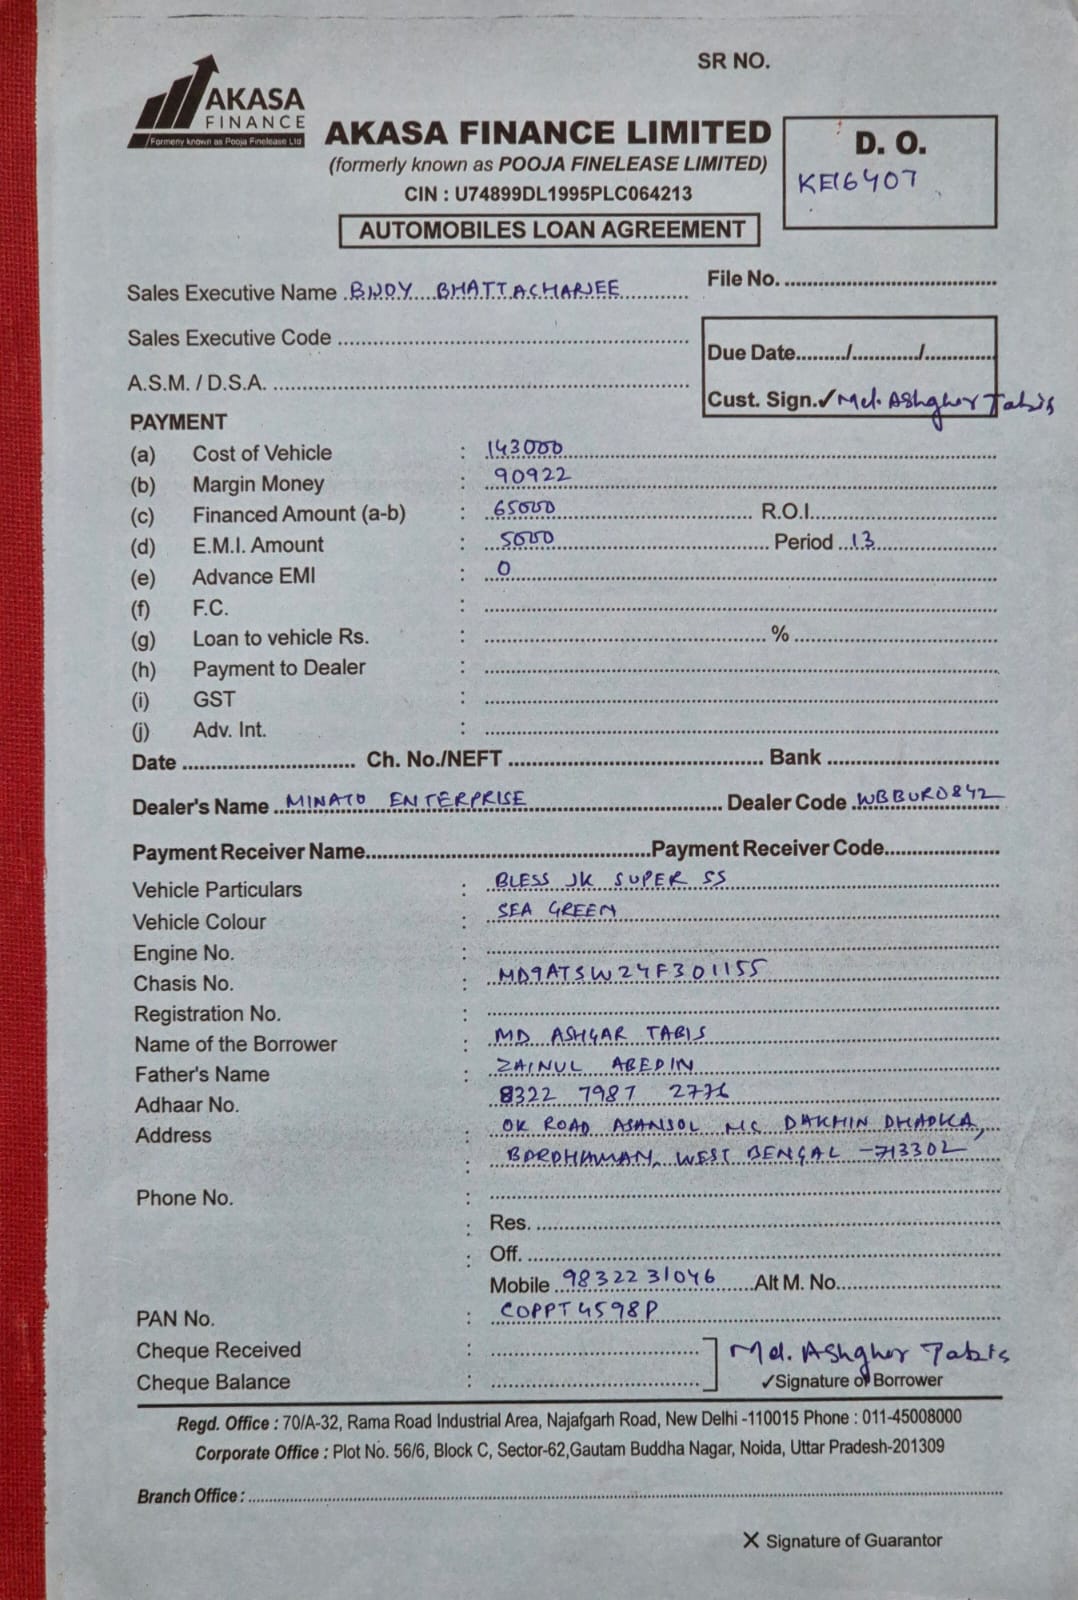 SR NO.
AKASA
FINANCE
Formeny known as Pooja Finelease Ltd
AKASA FINANCE LIMITED
(formerly known as POOJA FINELEASE LIMITED)
CIN : U74899DL1995PLC064213
AUTOMOBILES LOAN AGREEMENT
D. O.
KE16407
Sales Executive Name BIJOY BHATTACHARJEE
File No.
Sales Executive Code
Due Date........./............/............
A.S.M. / D.S.A.
Cust. Sign.✓ Md. Ashgher Tabis
PAYMENT
(a) Cost of Vehicle : 143000
(b) Margin Money : 90922
(c) Financed Amount (a-b) : 65000 R.O.I.
(d) E.M.I. Amount : 5000 Period 13
(e) Advance EMI : 0
(f) F.C. :
(g) Loan to vehicle Rs. : %
(h) Payment to Dealer :
(i) GST :
(j) Adv. Int. :
Date Ch. No./NEFT Bank
Dealer's Name MINATO ENTERPRISE Dealer Code WBBUR0842
Payment Receiver Name Payment Receiver Code
Vehicle Particulars : BLESS JK SUPER SS
Vehicle Colour : SEA GREEN
Engine No. :
Chasis No. : MD9ATSW24F301155
Registration No. :
Name of the Borrower : MD ASHGAR TABIS
Father's Name : ZAINUL ABEDIN
Adhaar No. : 8322 7987 2776
Address : OK ROAD ASANSOL MC DAKHIN DHADKA,
: BARDHAMAN, WEST BENGAL -713302
Phone No. :
: Res.
: Off.
Mobile 9832231046 Alt M. No.
PAN No. : COPPT4598P
Cheque Received : Md. Ashgher Tabis
Cheque Balance : ✓Signature of Borrower
Regd. Office : 70/A-32, Rama Road Industrial Area, Najafgarh Road, New Delhi -110015 Phone : 011-45008000
Corporate Office : Plot No. 56/6, Block C, Sector-62,Gautam Buddha Nagar, Noida, Uttar Pradesh-201309
Branch Office :
X Signature of Guarantor